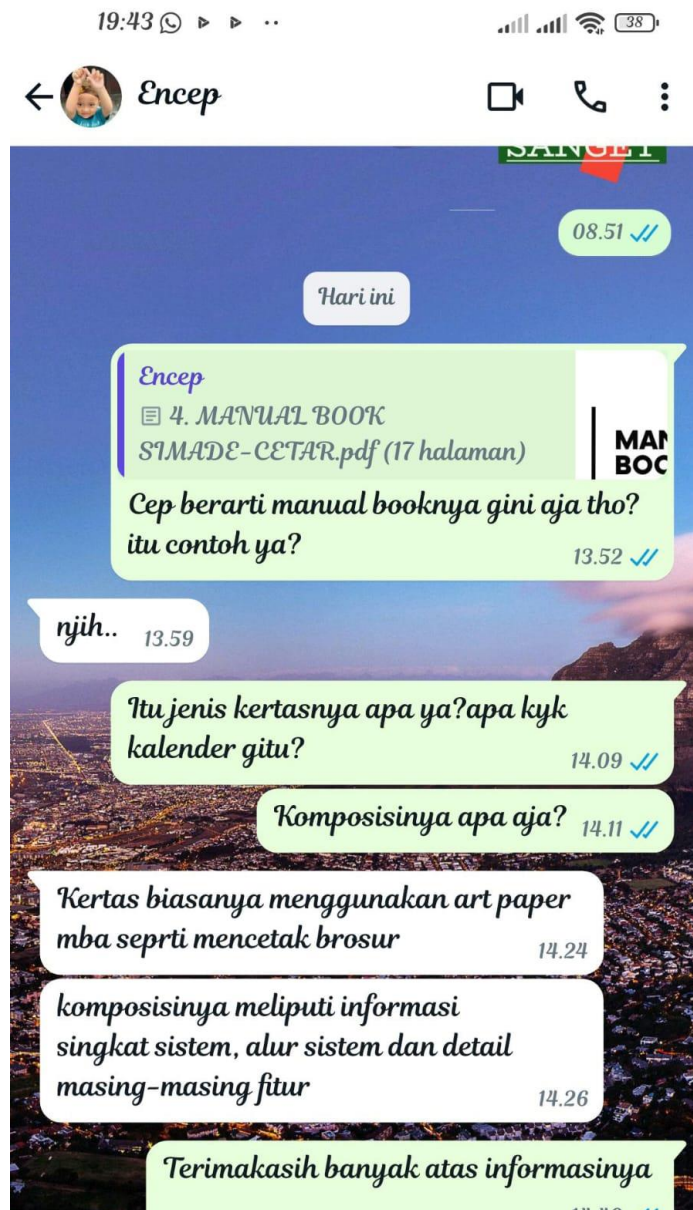 19:43
38
Encep
SANGET
08.51
Hari ini
Encep
4. MANUAL BOOK
SIMADE-CETAR.pdf (17 halaman)
MAN
BOO
Cep berarti manual booknya gini aja tho?
itu contoh ya?
13.52
njih..
13.59
Itu jenis kertasnya apa ya?apa kyk
kalender gitu?
14.09
Komposisinya apa aja?
14.11
Kertas biasanya menggunakan art paper
mba seprti mencetak brosur
14.24
komposisinya meliputi informasi
singkat sistem, alur sistem dan detail
masing-masing fitur
14.26
Terimakasih banyak atas informasinya